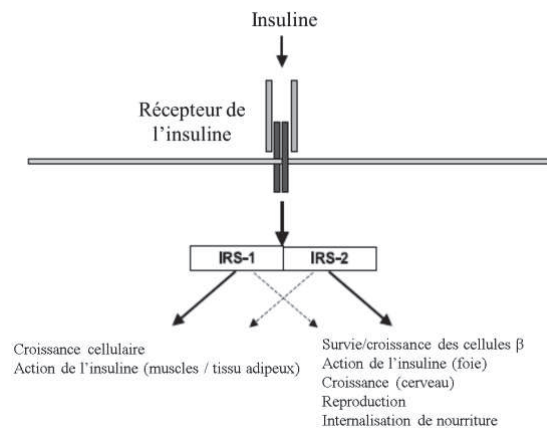 Insuline
Récepteur de
l’insuline
IRS-1 IRS-2
Croissance cellulaire
Action de l’insuline (muscles / tissu adipeux)
Survie/croissance des cellules β
Action de l’insuline (foie)
Croissance (cerveau)
Reproduction
Internalisation de nourriture